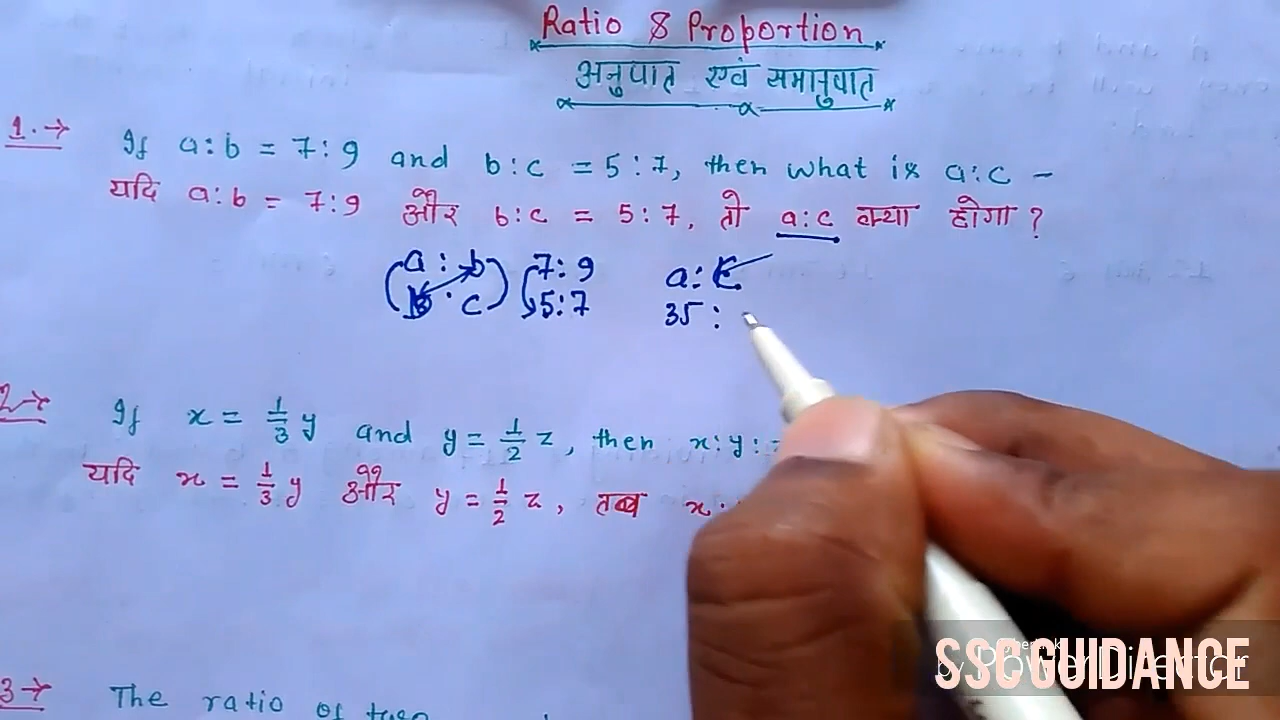 Ratio & Proportion
अनुपात एवं समानुपात
1.→ If a:b = 7:9 and b:c = 5:7, then what is a:c –
यदि a:b = 7:9 और b:c = 5:7, तो a:c क्या होगा ?
a : b 7:9 a: c
b : c 5:7 35 :
2→ If x = 1/3 y and y = 1/2 z, then x:y:
यदि x = 1/3 y और y = 1/2 z, तब x:
3→ The ratio of two
SSC GUIDANCE
by PowerDirector